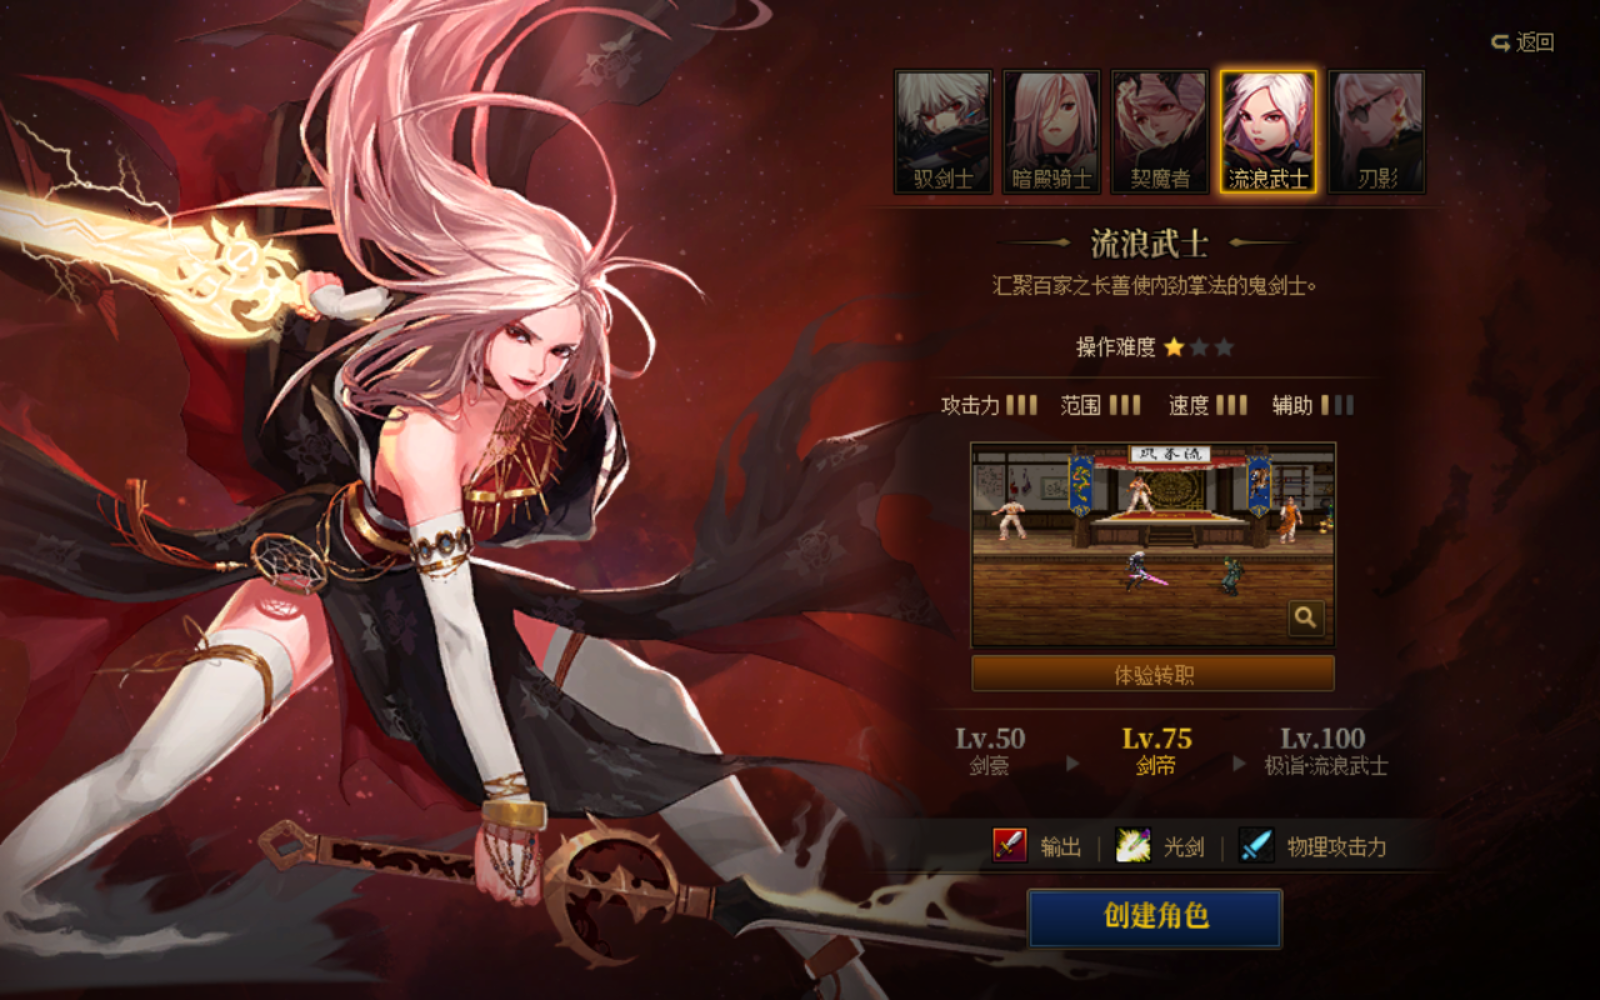 返回
驭剑士 暗殿骑士 契魔者 流浪武士 刃影
流浪武士
汇聚百家之长善使内劲掌法的鬼剑士。
操作难度
攻击力 范围 速度 辅助
体验转职
Lv.50 Lv.75 Lv.100
剑豪 剑帝 极诣·流浪武士
输出 光剑 物理攻击力
创建角色